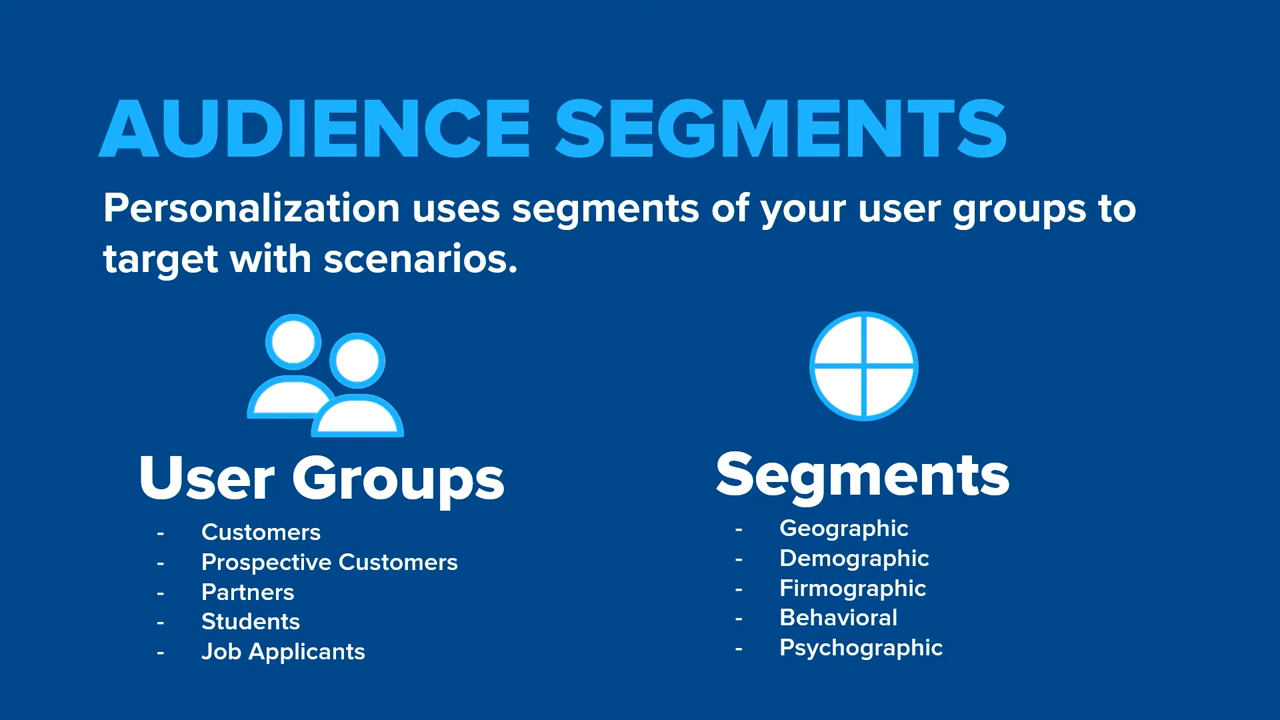 AUDIENCE SEGMENTS
Personalization uses segments of your user groups to
target with scenarios.
User Groups
- Customers
- Prospective Customers
- Partners
- Students
- Job Applicants
Segments
- Geographic
- Demographic
- Firmographic
- Behavioral
- Psychographic